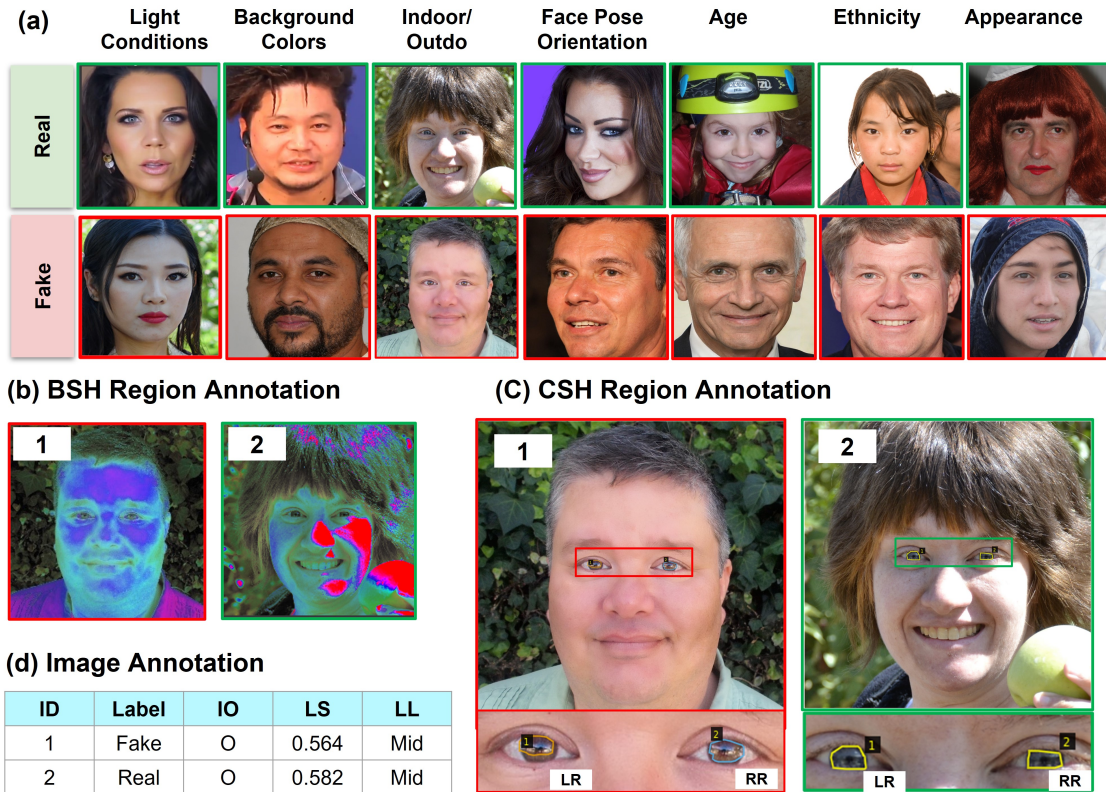 (a)
Light
Conditions
Background
Colors
Indoor/
Outdo
Face Pose
Orientation
Age
Ethnicity
Appearance
Real
Fake
(b) BSH Region Annotation
1
2
(C) CSH Region Annotation
1
2
1
2
LR
RR
1
2
LR
RR
(d) Image Annotation
ID Label IO LS LL
1 Fake O 0.564 Mid
2 Real O 0.582 Mid